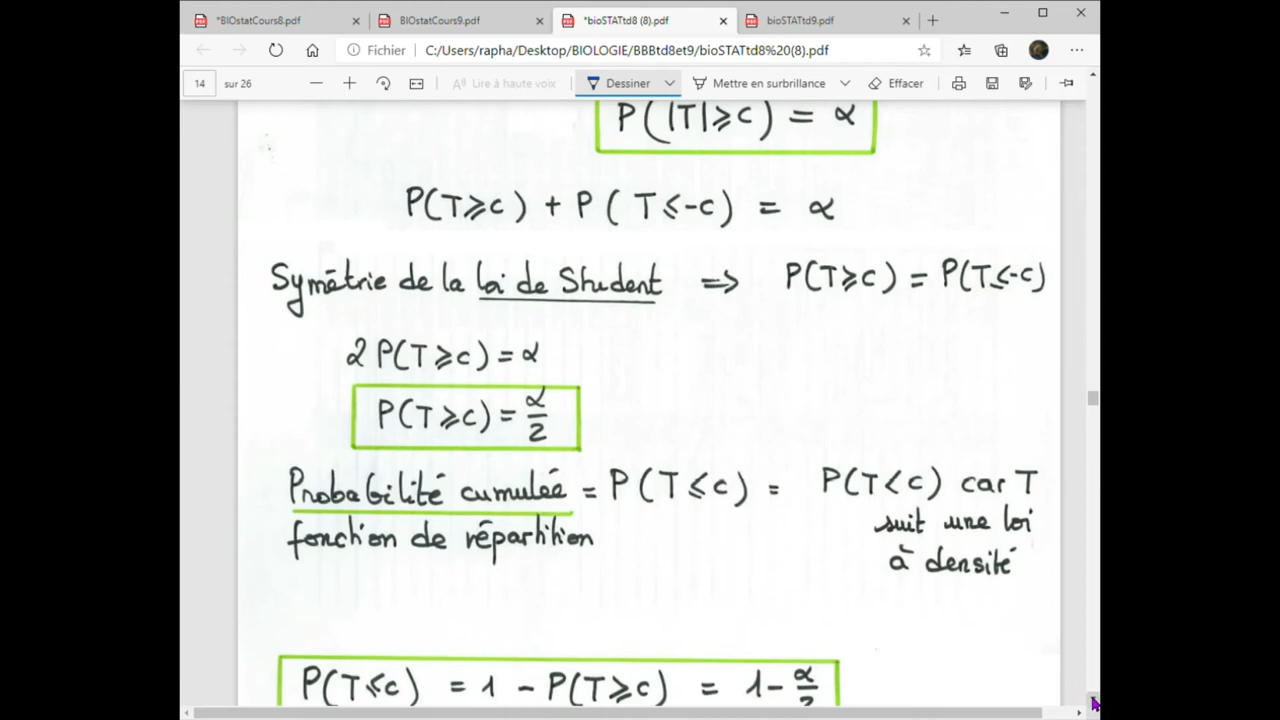 *BIOstatCours8.pdf
BIOstatCours9.pdf
*bioSTATtd8 (8).pdf
bioSTATtd9.pdf
Fichier
C:/Users/rapha/Desktop/BIOLOGIE/BBBtd8et9/bioSTATtd8%20(8).pdf
14 sur 26
Lire à haute voix
Dessiner
Mettre en surbrillance
Effacer
P(|T|⩾c) = α
P(T⩾c) + P( T⩽-c) = α
Symétrie de la loi de Student ⟹ P(T⩾c) = P(T⩽-c)
2 P(T⩾c) = α
P(T⩾c) = α/2
Probabilité cumulée = P(T⩽c) = P(T<c) car T
fonction de répartition
suit une loi
à densité
P(T⩽c) = 1 - P(T⩾c) = 1- α/2